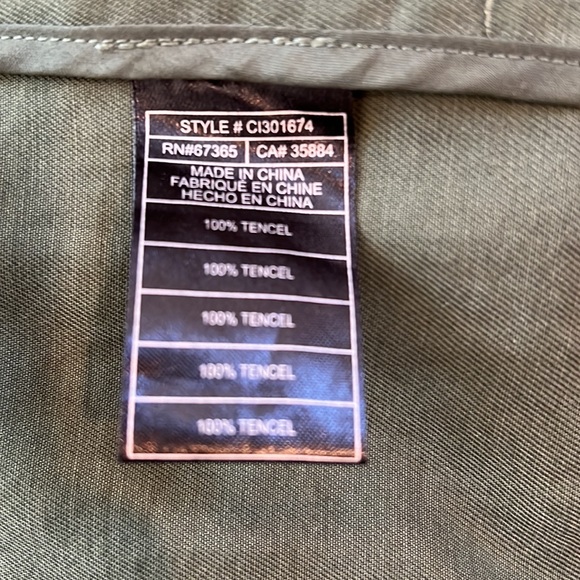 STYLE # CI301674
RN#67365 CA# 35884
MADE IN CHINA
FABRIQUÉ EN CHINE
HECHO EN CHINA
100% TENCEL
100% TENCEL
100% TENCEL
100% TENCEL
100% TENCEL